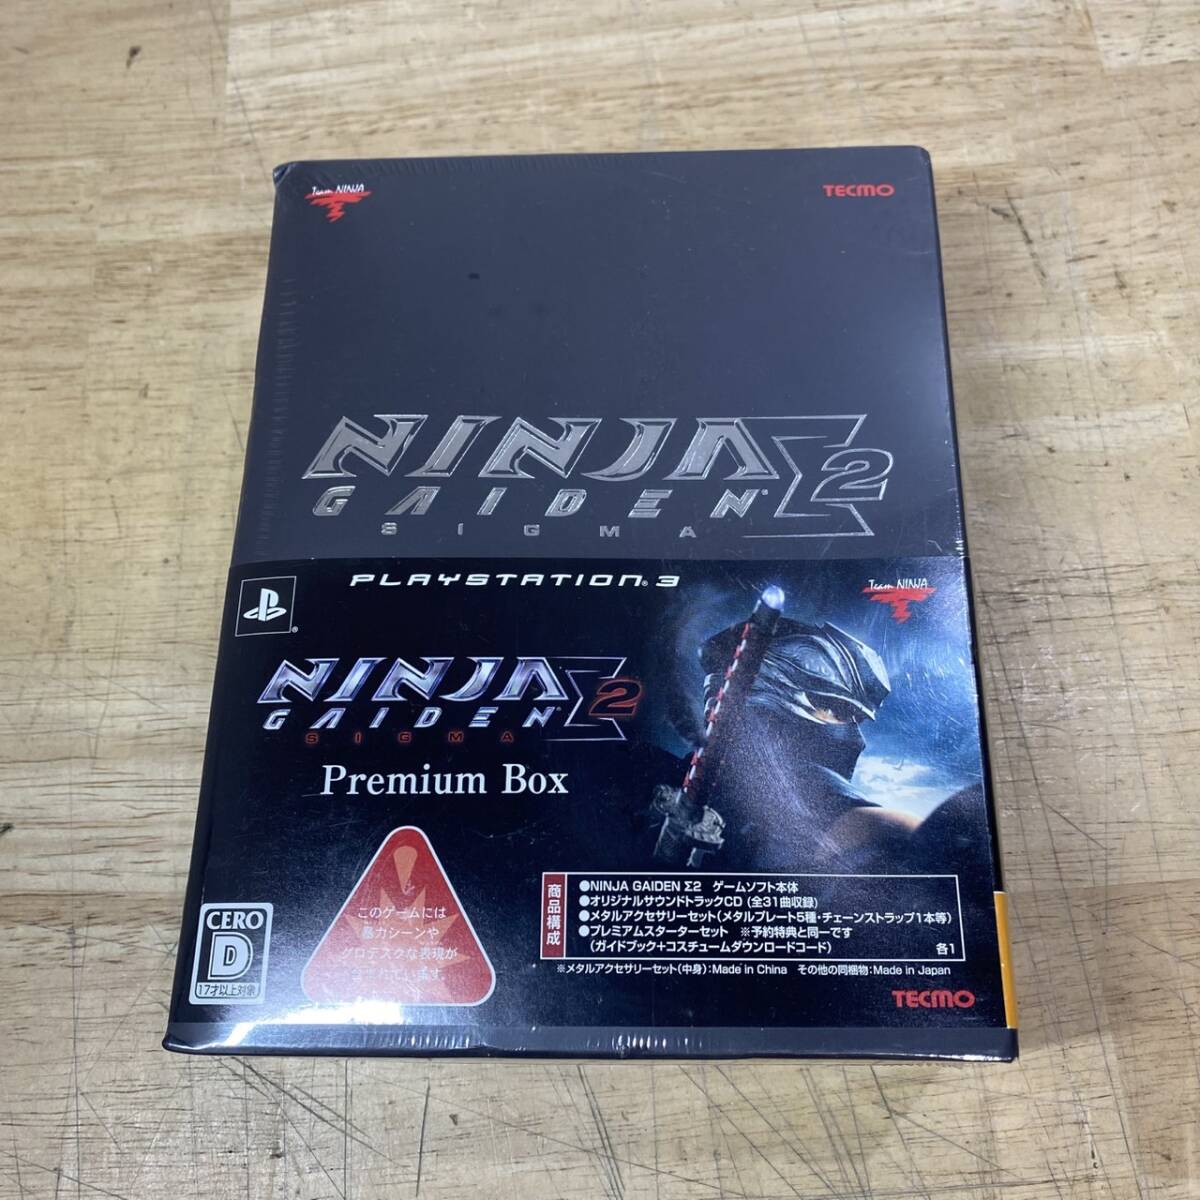 Team NINJA
TECMO
NINJA
GAIDEN
SIGMA
Σ2
PLAYSTATION®3
Team NINJA
NINJA
GAIDEN
SIGMA
Σ2
Premium Box
このゲームには
暴力シーンや
グロテスクな表現が
含まれています。
CERO
D
17才以上対象
商品構成
●NINJA GAIDEN Σ2 ゲームソフト本体
●オリジナルサウンドトラックCD(全31曲収録)
●メタルアクセサリーセット(メタルプレート5種・チェーンストラップ1本等)
●プレミアムスターターセット ※予約特典と同一です
(ガイドブック+コスチュームダウンロードコード) 各1
※メタルアクセサリーセット(中身):Made in China その他の同梱物:Made in Japan
TECMO